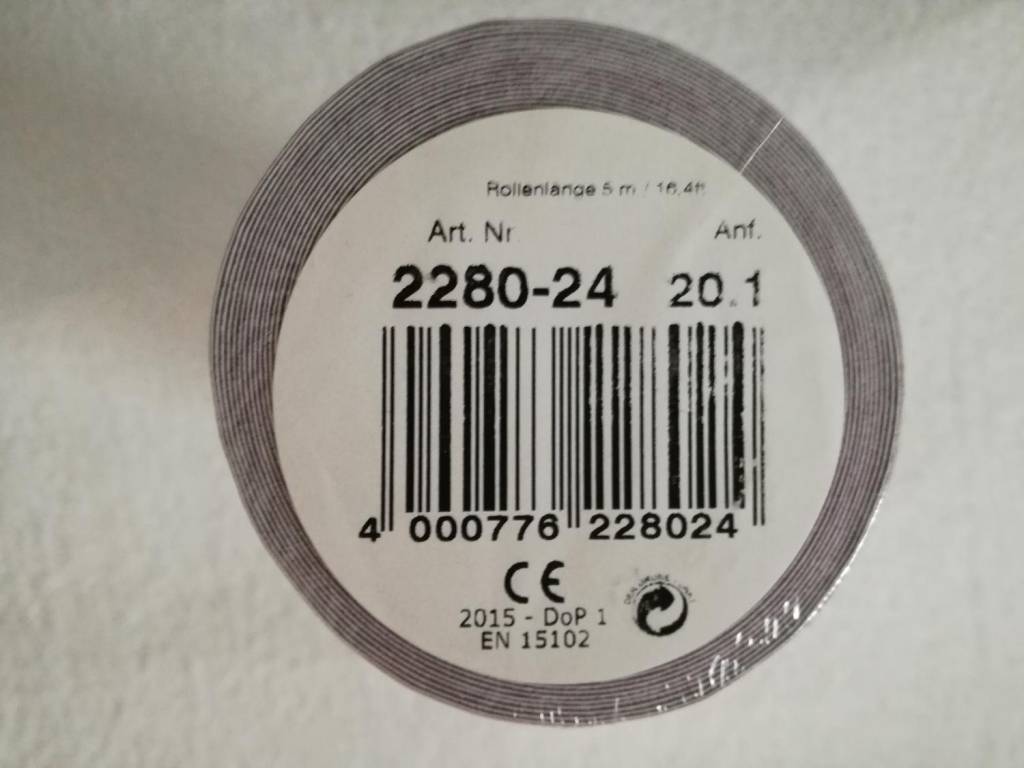 Rollenlänge 5 m / 16,4ft
Art. Nr
Anf.
2280-24 20.1
4 000776 228024
CE
2015 - DoP 1
EN 15102